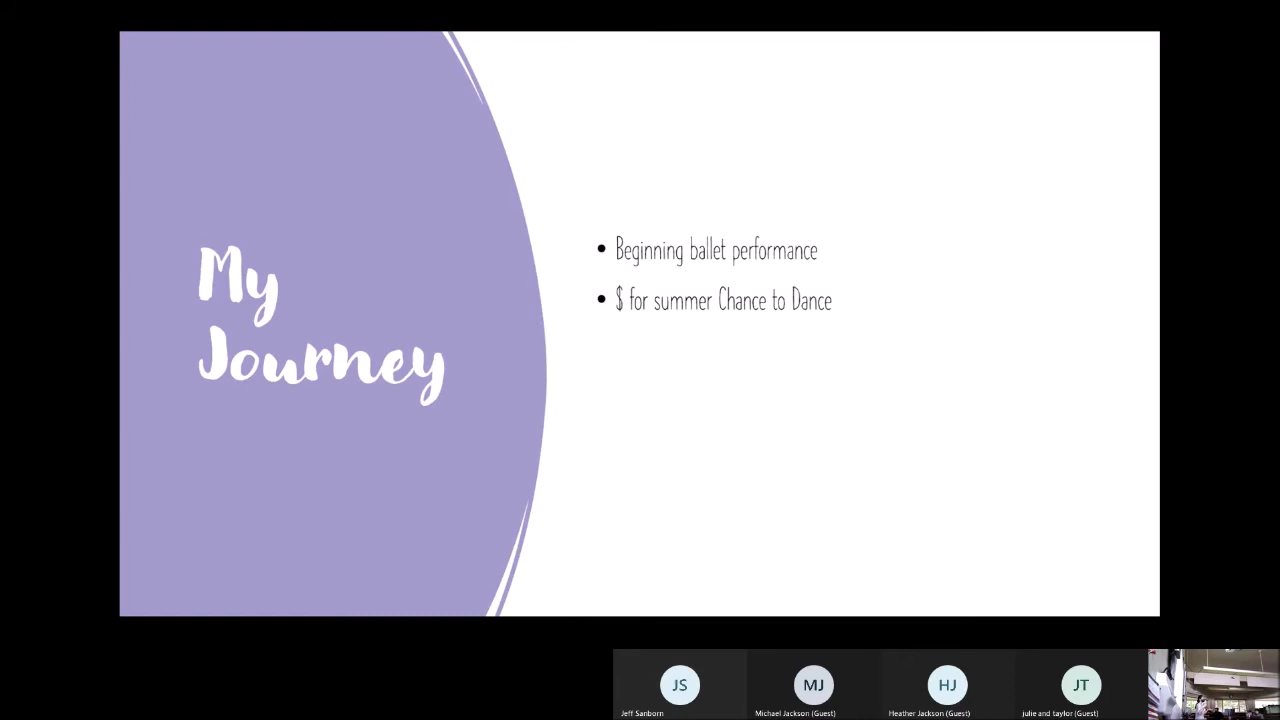 My
Journey
• Beginning ballet performance
• $ for summer Chance to Dance
JS
MJ
HJ
JT
Jeff Sanborn
Michael Jackson (Guest)
Heather Jackson (Guest)
julie and taylor (Guest)